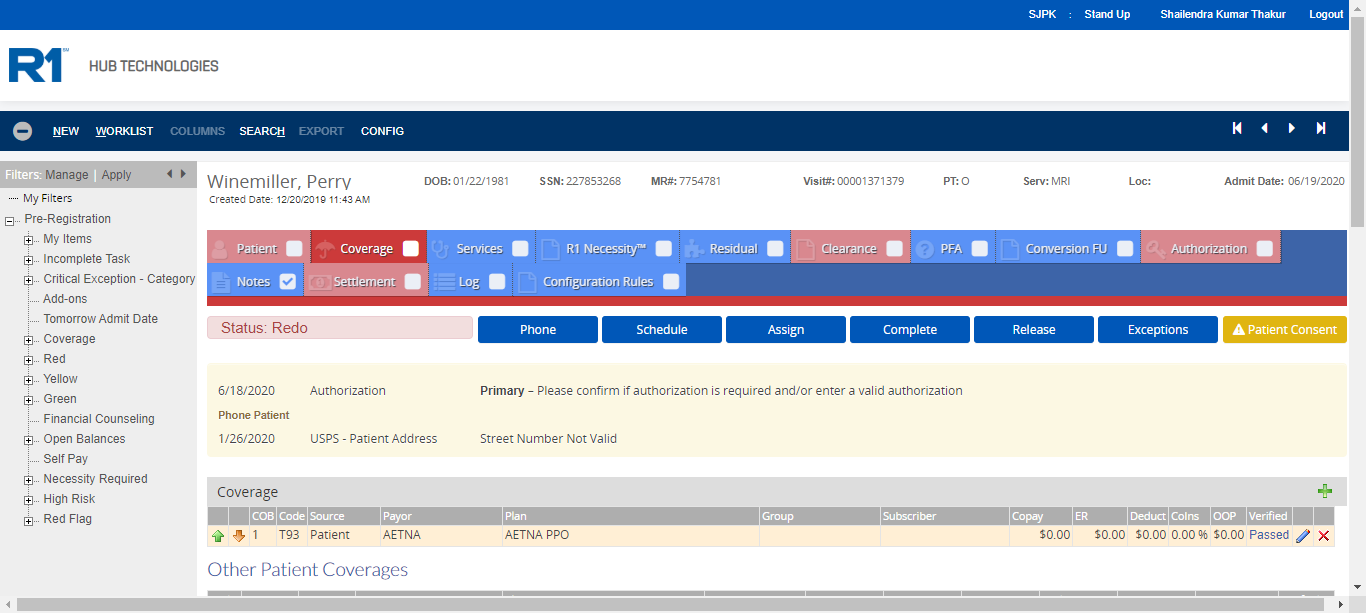 SJPK : Stand Up Shailendra Kumar Thakur Logout
R1 HUB TECHNOLOGIES
NEW WORKLIST COLUMNS SEARCH EXPORT CONFIG
Filters: Manage | Apply
My Filters
Pre-Registration
My Items
Incomplete Task
Critical Exception - Category
Add-ons
Tomorrow Admit Date
Coverage
Red
Yellow
Green
Financial Counseling
Open Balances
Self Pay
Necessity Required
High Risk
Red Flag
Winemiller, Perry DOB: 01/22/1981 SSN: 227853268 MR#: 7754781 Visit#: 00001371379 PT: O Serv: MRI Loc: Admit Date: 06/19/2020
Created Date: 12/20/2019 11:43 AM
Patient Coverage Services R1 Necessity™ Residual Clearance PFA Conversion FU Authorization
Notes Settlement Log Configuration Rules
Status: Redo Phone Schedule Assign Complete Release Exceptions Patient Consent
6/18/2020 Authorization Primary – Please confirm if authorization is required and/or enter a valid authorization
Phone Patient
1/26/2020 USPS - Patient Address Street Number Not Valid
Coverage
COB Code Source Payor Plan Group Subscriber Copay ER Deduct CoIns OOP Verified
1 T93 Patient AETNA AETNA PPO $0.00 $0.00 $0.00 0.00 % $0.00 Passed
Other Patient Coverages